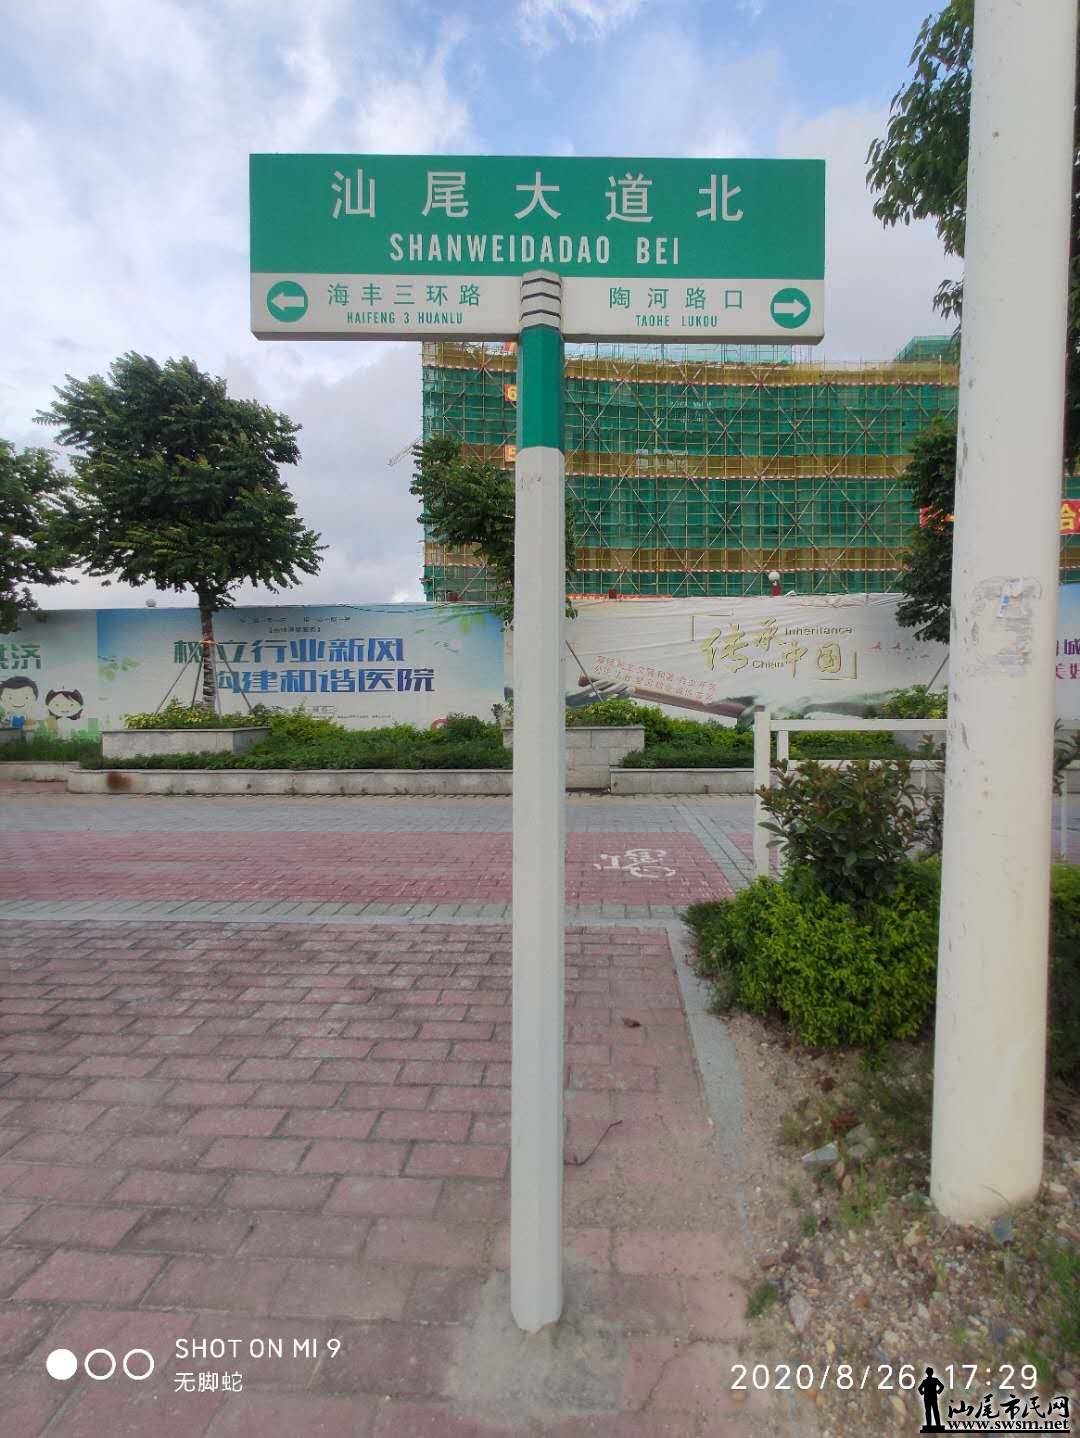 汕尾大道北
SHANWEIDADAO BEI
海丰三环路
HAIFENG 3 HUANLU
陶河路口
TAOHE LUKOU
洪济
树立行业新风
构建和谐医院
传承
Inheritance
中国
China
SHOT ON MI 9
无脚蛇
2020/8/26 17:29
汕尾市民网
www.swsm.net